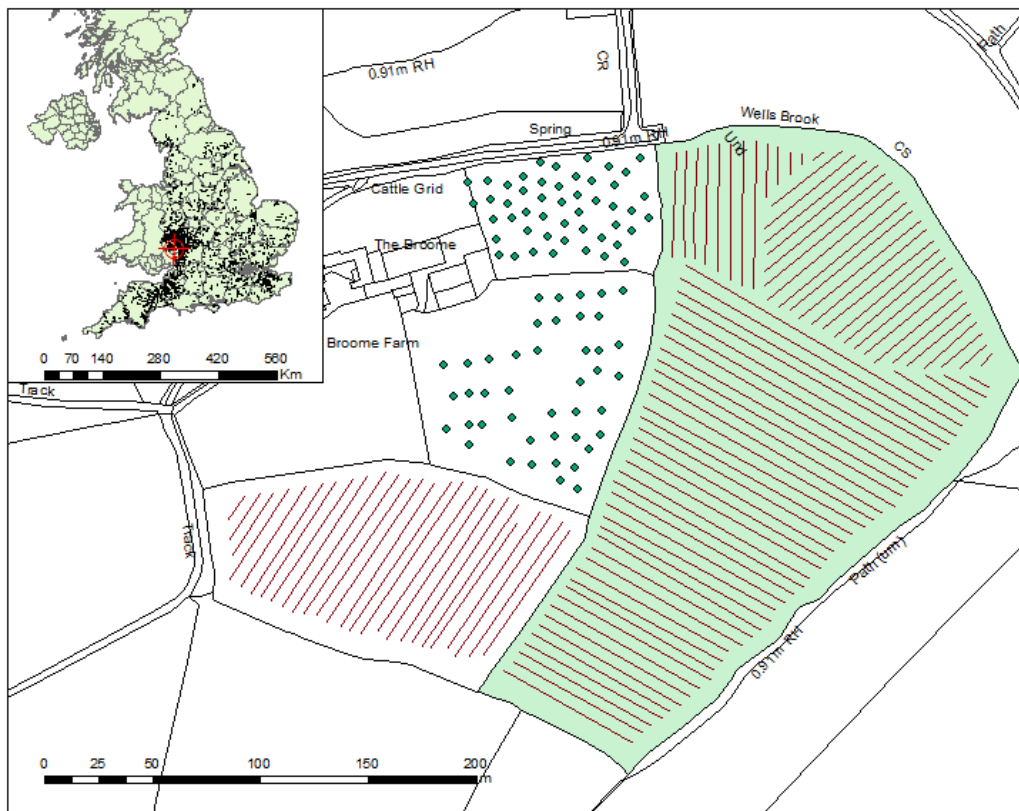 0.91m RH
CR
Path
Wells Brook
Spring
0.91m RH
Und
CS
Cattle Grid
The Broome
Broome Farm
0 70 140 280 420 560
Km
Track
Track
Path (um)
0.91m RH
0 25 50 100 150 200
m